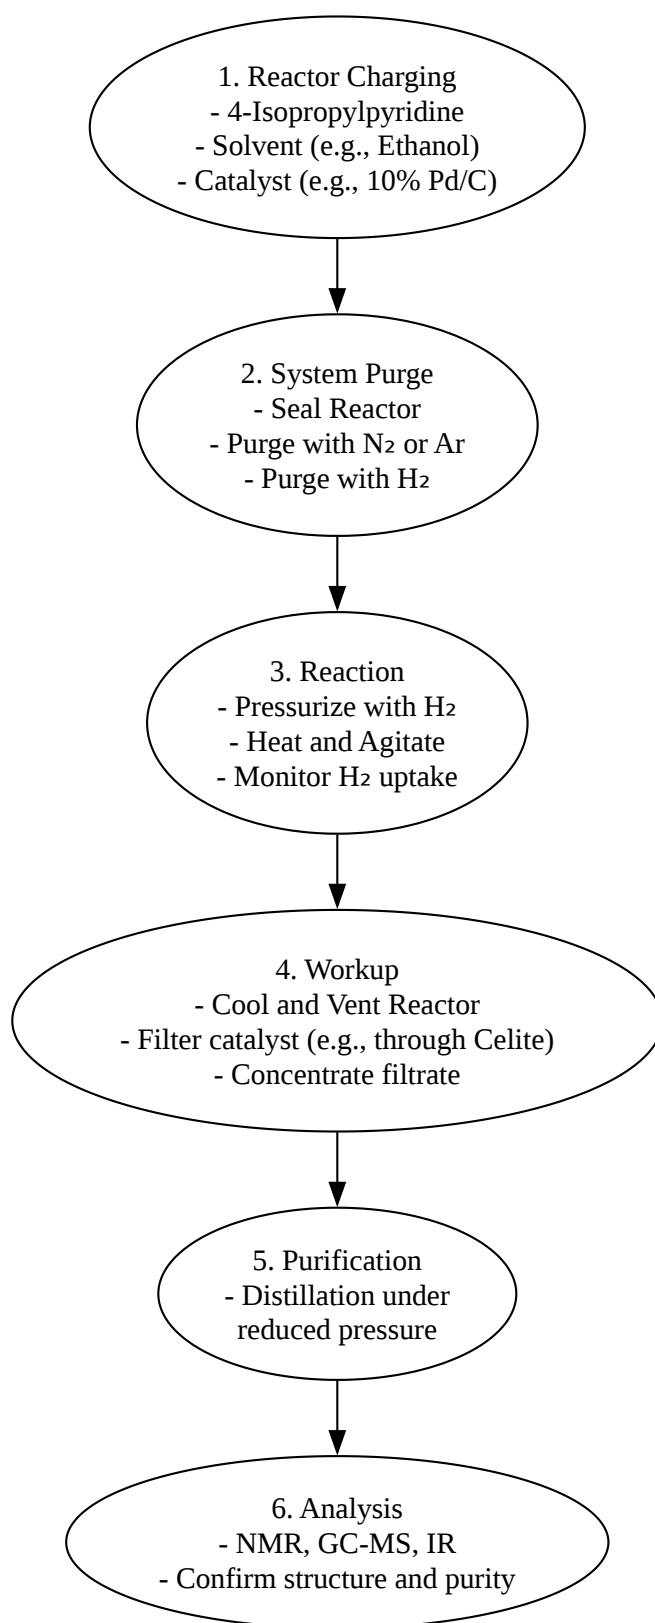 1. Reactor Charging
- 4-Isopropylpyridine
- Solvent (e.g., Ethanol)
- Catalyst (e.g., 10% Pd/C)
2. System Purge
- Seal Reactor
- Purge with N₂ or Ar
- Purge with H₂
3. Reaction
- Pressurize with H₂
- Heat and Agitate
- Monitor H₂ uptake
4. Workup
- Cool and Vent Reactor
- Filter catalyst (e.g., through Celite)
- Concentrate filtrate
5. Purification
- Distillation under
reduced pressure
6. Analysis
- NMR, GC-MS, IR
- Confirm structure and purity